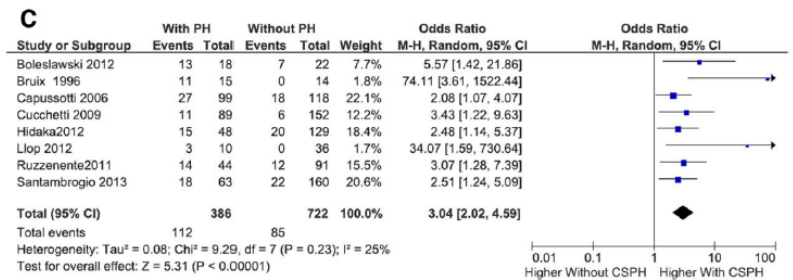 C
With PH Without PH Odds Ratio Odds Ratio
Study or Subgroup Events Total Events Total Weight M-H, Random, 95% CI M-H, Random, 95% CI
Boleslawski 2012 13 18 7 22 7.7% 5.57 [1.42, 21.86]
Bruix 1996 11 15 0 14 1.8% 74.11 [3.61, 1522.44]
Capussotti 2006 27 99 18 118 22.1% 2.08 [1.07, 4.07]
Cucchetti 2009 11 89 6 152 12.2% 3.43 [1.22, 9.63]
Hidaka2012 15 48 20 129 18.4% 2.48 [1.14, 5.37]
Llop 2012 3 10 0 36 1.7% 34.07 [1.59, 730.64]
Ruzzenente2011 14 44 12 91 15.5% 3.07 [1.28, 7.39]
Santambrogio 2013 18 63 22 160 20.6% 2.51 [1.24, 5.09]
Total (95% CI) 386 722 100.0% 3.04 [2.02, 4.59]
Total events 112 85
Heterogeneity: Tau² = 0.08; Chi² = 9.29, df = 7 (P = 0.23); I² = 25%
Test for overall effect: Z = 5.31 (P < 0.00001)
0.01 0.1 1 10 100
Higher Without CSPH Higher With CSPH